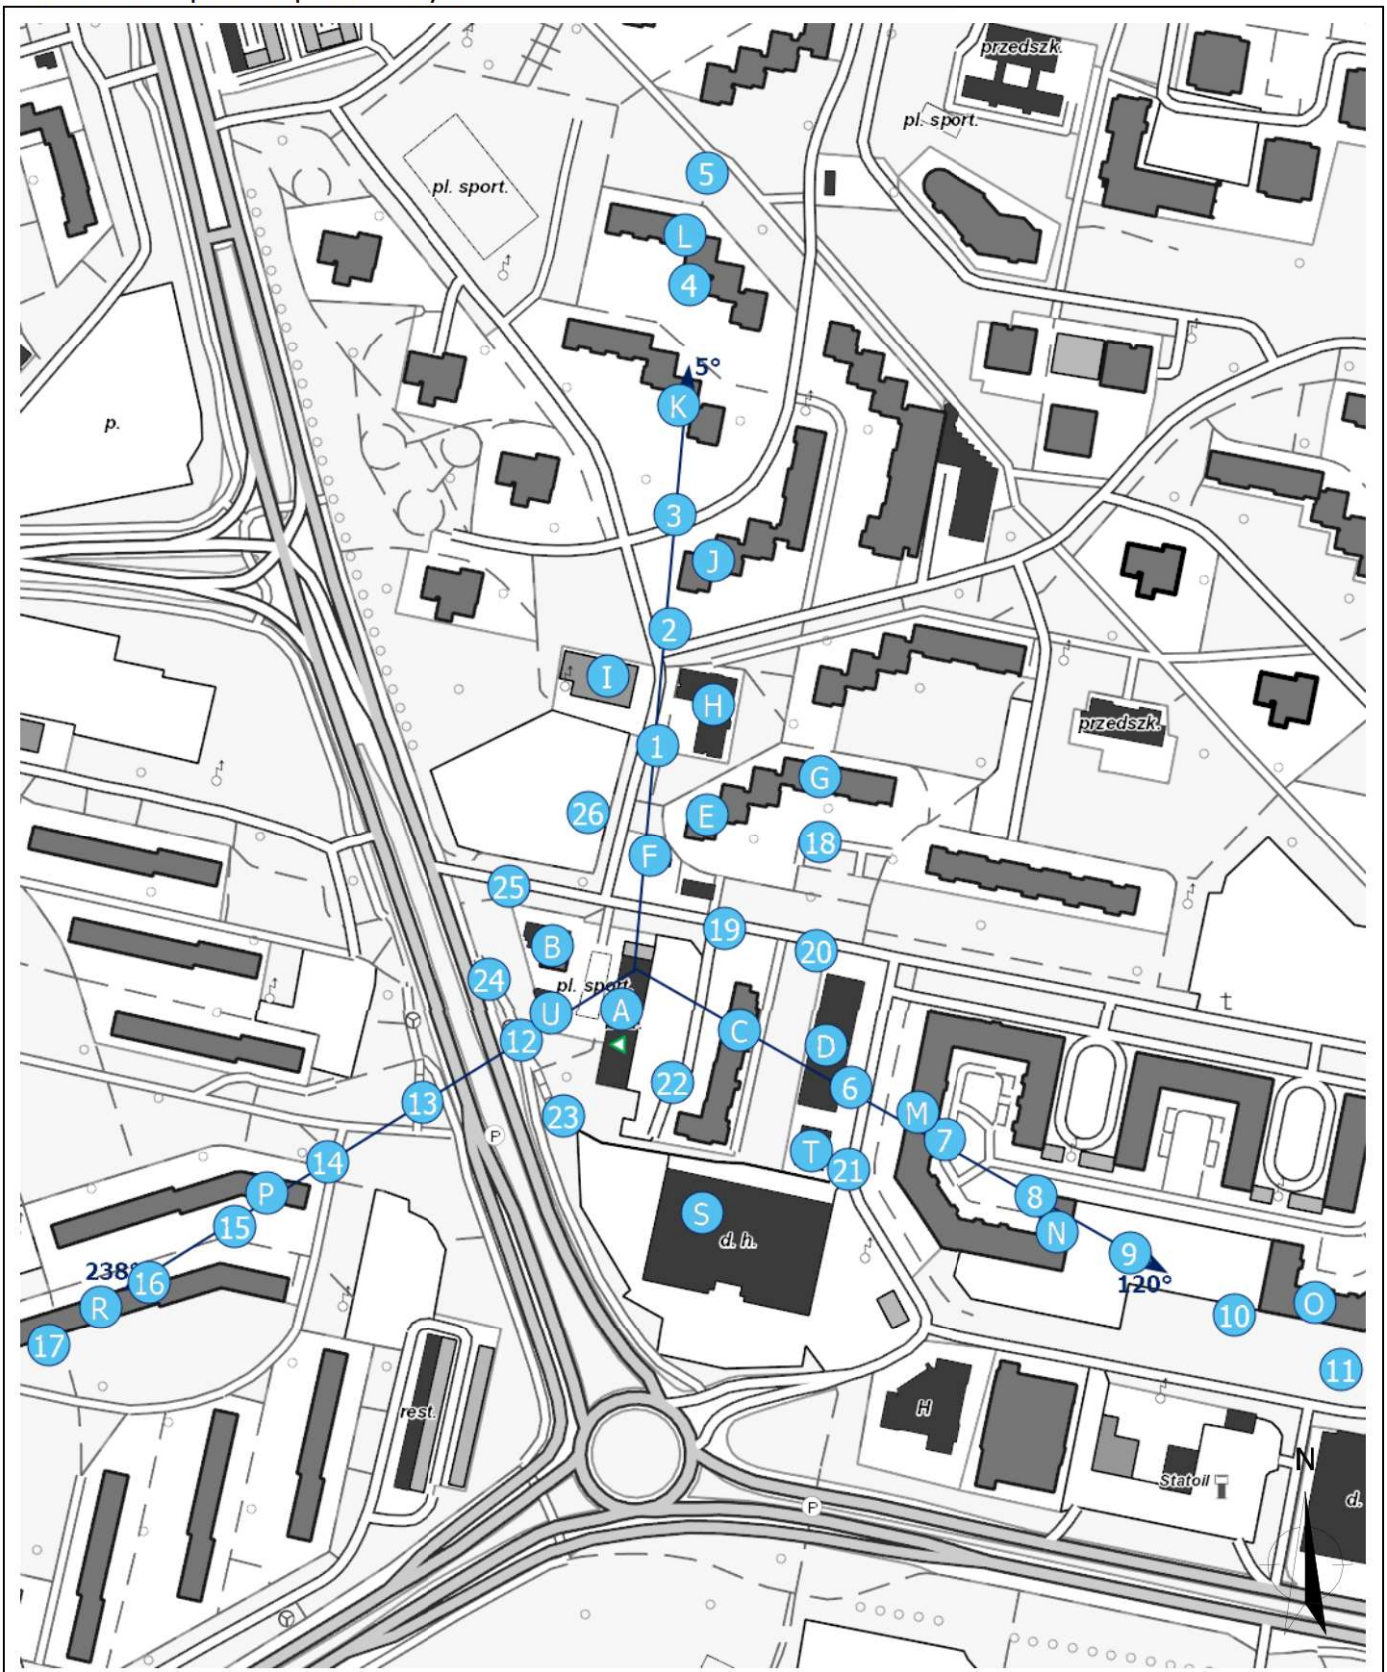 przedszk.
pl. sport.
5
pl. sport.
L
4
5°
K
p.
3
J
2
I
H
przedszk.
1
G
E
26
18
F
25
19
20
B
24
pl. sport.
t
A
U
C
12
D
6
22
13
M
23
P
7
T
14
21
P
8
S
15
N
d. h.
9
238°
16
120°
R
O
10
17
11
rest.
H
N
Statoil
d.
P